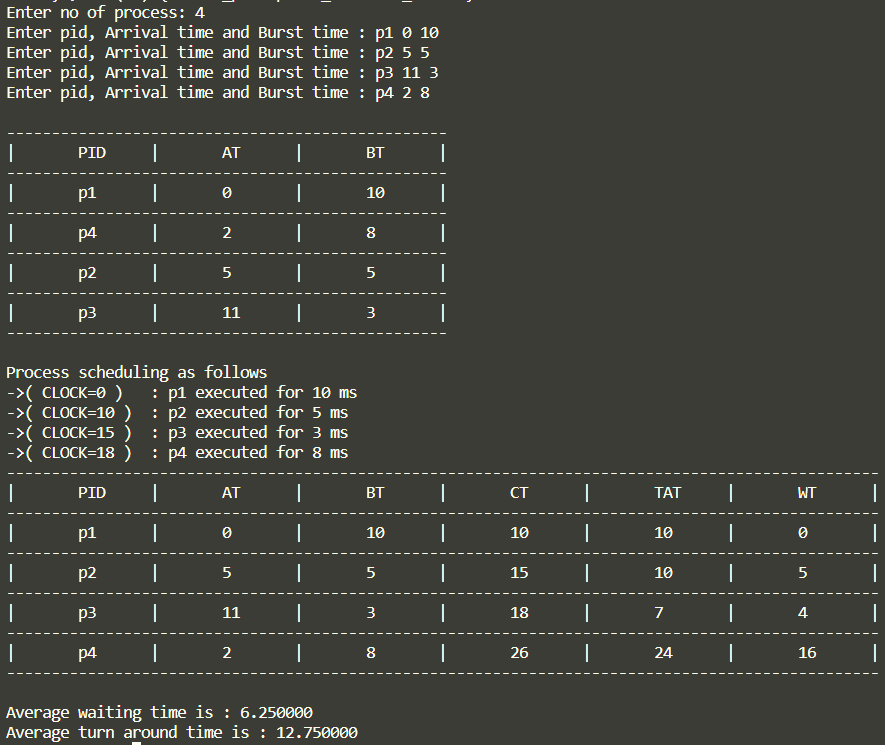 Enter no of process: 4
Enter pid, Arrival time and Burst time : p1 0 10
Enter pid, Arrival time and Burst time : p2 5 5
Enter pid, Arrival time and Burst time : p3 11 3
Enter pid, Arrival time and Burst time : p4 2 8
-------------------------------------------------
| PID | AT | BT |
-------------------------------------------------
| p1 | 0 | 10 |
-------------------------------------------------
| p4 | 2 | 8 |
-------------------------------------------------
| p2 | 5 | 5 |
-------------------------------------------------
| p3 | 11 | 3 |
-------------------------------------------------
Process scheduling as follows
->( CLOCK=0 ) : p1 executed for 10 ms
->( CLOCK=10 ) : p2 executed for 5 ms
->( CLOCK=15 ) : p3 executed for 3 ms
->( CLOCK=18 ) : p4 executed for 8 ms
-------------------------------------------------------------------------------------------------
| PID | AT | BT | CT | TAT | WT |
-------------------------------------------------------------------------------------------------
| p1 | 0 | 10 | 10 | 10 | 0 |
-------------------------------------------------------------------------------------------------
| p2 | 5 | 5 | 15 | 10 | 5 |
-------------------------------------------------------------------------------------------------
| p3 | 11 | 3 | 18 | 7 | 4 |
-------------------------------------------------------------------------------------------------
| p4 | 2 | 8 | 26 | 24 | 16 |
-------------------------------------------------------------------------------------------------
Average waiting time is : 6.250000
Average turn around time is : 12.750000